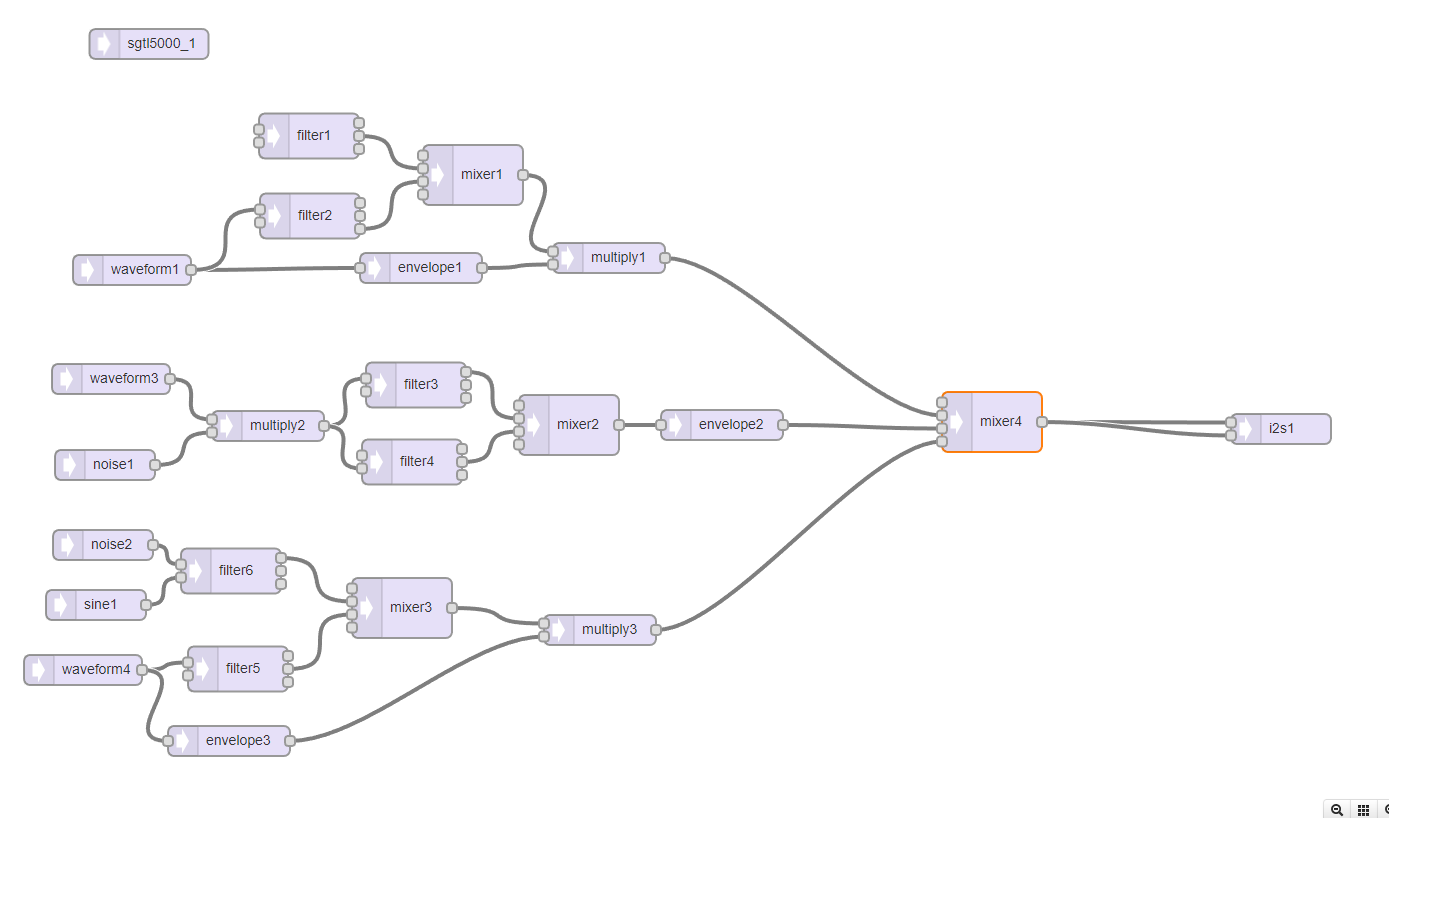 sgtl5000_1
filter1
mixer1
filter2
multiply1
waveform1
envelope1
waveform3
filter3
multiply2
mixer2
envelope2
mixer4
i2s1
noise1
filter4
noise2
filter6
sine1
mixer3
multiply3
waveform4
filter5
envelope3